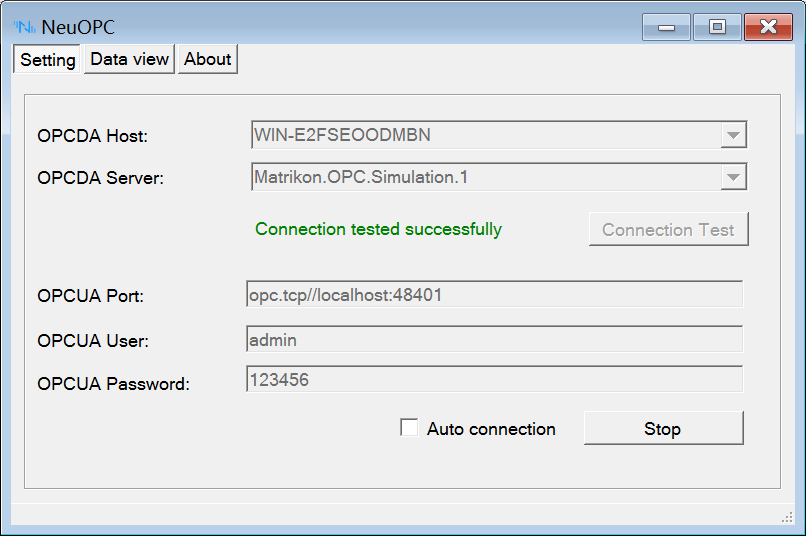 NeuOPC
Setting Data view About
OPCDA Host: WIN-E2FSEOODMBN
OPCDA Server: Matrikon.OPC.Simulation.1
Connection tested successfully Connection Test
OPCUA Port: opc.tcp//localhost:48401
OPCUA User: admin
OPCUA Password: 123456
Auto connection Stop